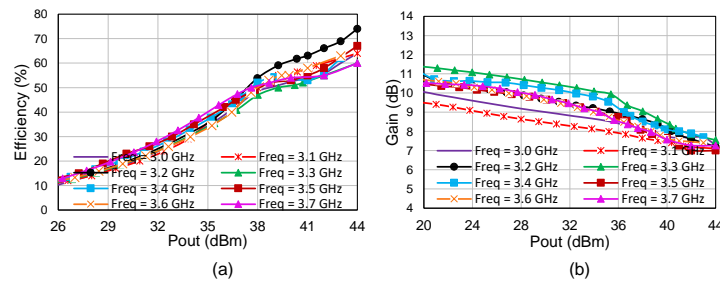 Efficiency (%)
80
70
60
50
40
30
20
10
0
Freq = 3.0 GHz
Freq = 3.1 GHz
Freq = 3.2 GHz
Freq = 3.3 GHz
Freq = 3.4 GHz
Freq = 3.5 GHz
Freq = 3.6 GHz
Freq = 3.7 GHz
26 29 32 35 38 41 44
Pout (dBm)
(a)
Gain (dB)
14
13
12
11
10
9
8
7
6
5
4
Freq = 3.0 GHz
Freq = 3.1 GHz
Freq = 3.2 GHz
Freq = 3.3 GHz
Freq = 3.4 GHz
Freq = 3.5 GHz
Freq = 3.6 GHz
Freq = 3.7 GHz
20 24 28 32 36 40 44
Pout (dBm)
(b)